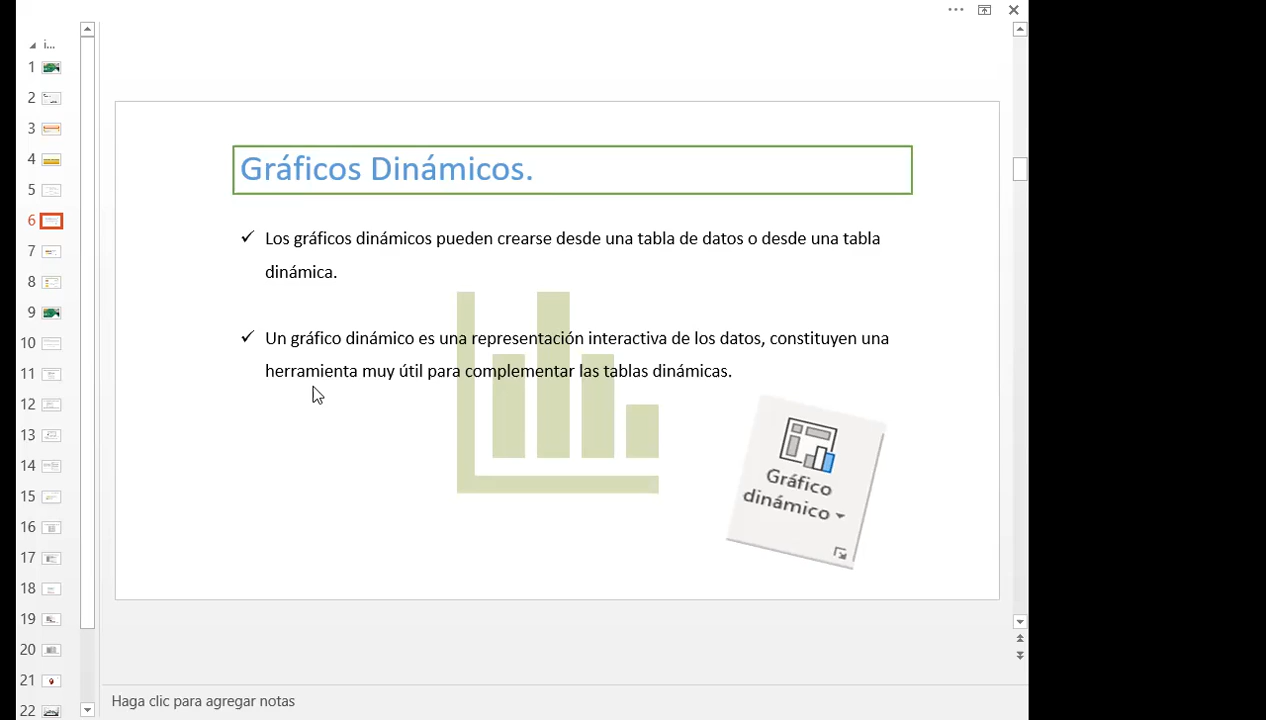 i...
1
2
3
4
5
6
7
8
9
10
11
12
13
14
15
16
17
18
19
20
21
22
Gráficos Dinámicos.
✓ Los gráficos dinámicos pueden crearse desde una tabla de datos o desde una tabla
dinámica.
✓ Un gráfico dinámico es una representación interactiva de los datos, constituyen una
herramienta muy útil para complementar las tablas dinámicas.
Gráfico
dinámico
Haga clic para agregar notas